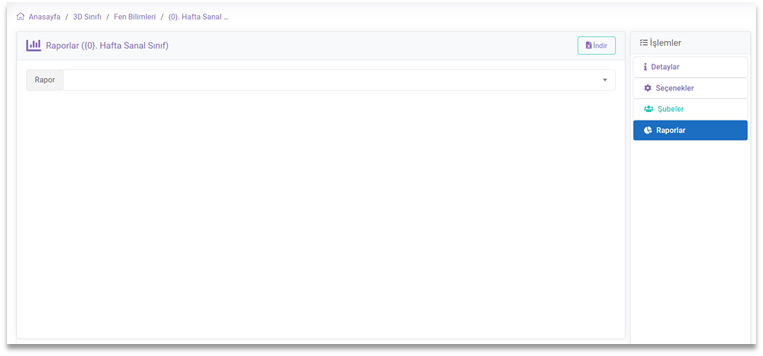 Anasayfa / 3D Sınıfı / Fen Bilimleri / {0}. Hafta Sanal ...
Raporlar ({0}. Hafta Sanal Sınıf)
İndir
Rapor
İşlemler
Detaylar
Seçenekler
Şubeler
Raporlar